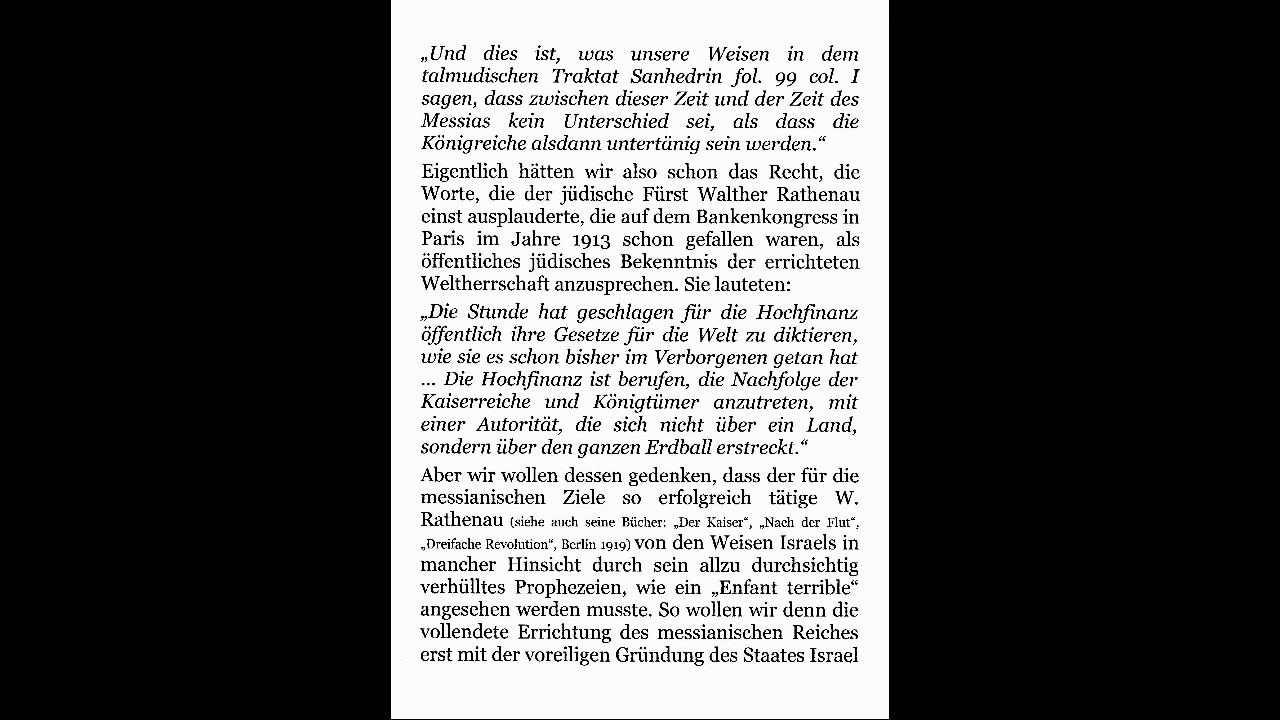 „Und dies ist, was unsere Weisen in dem
talmudischen Traktat Sanhedrin fol. 99 col. I
sagen, dass zwischen dieser Zeit und der Zeit des
Messias kein Unterschied sei, als dass die
Königreiche alsdann untertänig sein werden.“
Eigentlich hätten wir also schon das Recht, die
Worte, die der jüdische Fürst Walther Rathenau
einst ausplauderte, die auf dem Bankenkongress in
Paris im Jahre 1913 schon gefallen waren, als
öffentliches jüdisches Bekenntnis der errichteten
Weltherrschaft anzusprechen. Sie lauteten:
„Die Stunde hat geschlagen für die Hochfinanz
öffentlich ihre Gesetze für die Welt zu diktieren,
wie sie es schon bisher im Verborgenen getan hat
... Die Hochfinanz ist berufen, die Nachfolge der
Kaiserreiche und Königtümer anzutreten, mit
einer Autorität, die sich nicht über ein Land,
sondern über den ganzen Erdball erstreckt.“
Aber wir wollen dessen gedenken, dass der für die
messianischen Ziele so erfolgreich tätige W.
Rathenau (siehe auch seine Bücher: „Der Kaiser“, „Nach der Flut“,
„Dreifache Revolution“, Berlin 1919) von den Weisen Israels in
mancher Hinsicht durch sein allzu durchsichtig
verhülltes Prophezeien, wie ein „Enfant terrible“
angesehen werden musste. So wollen wir denn die
vollendete Errichtung des messianischen Reiches
erst mit der voreiligen Gründung des Staates Israel